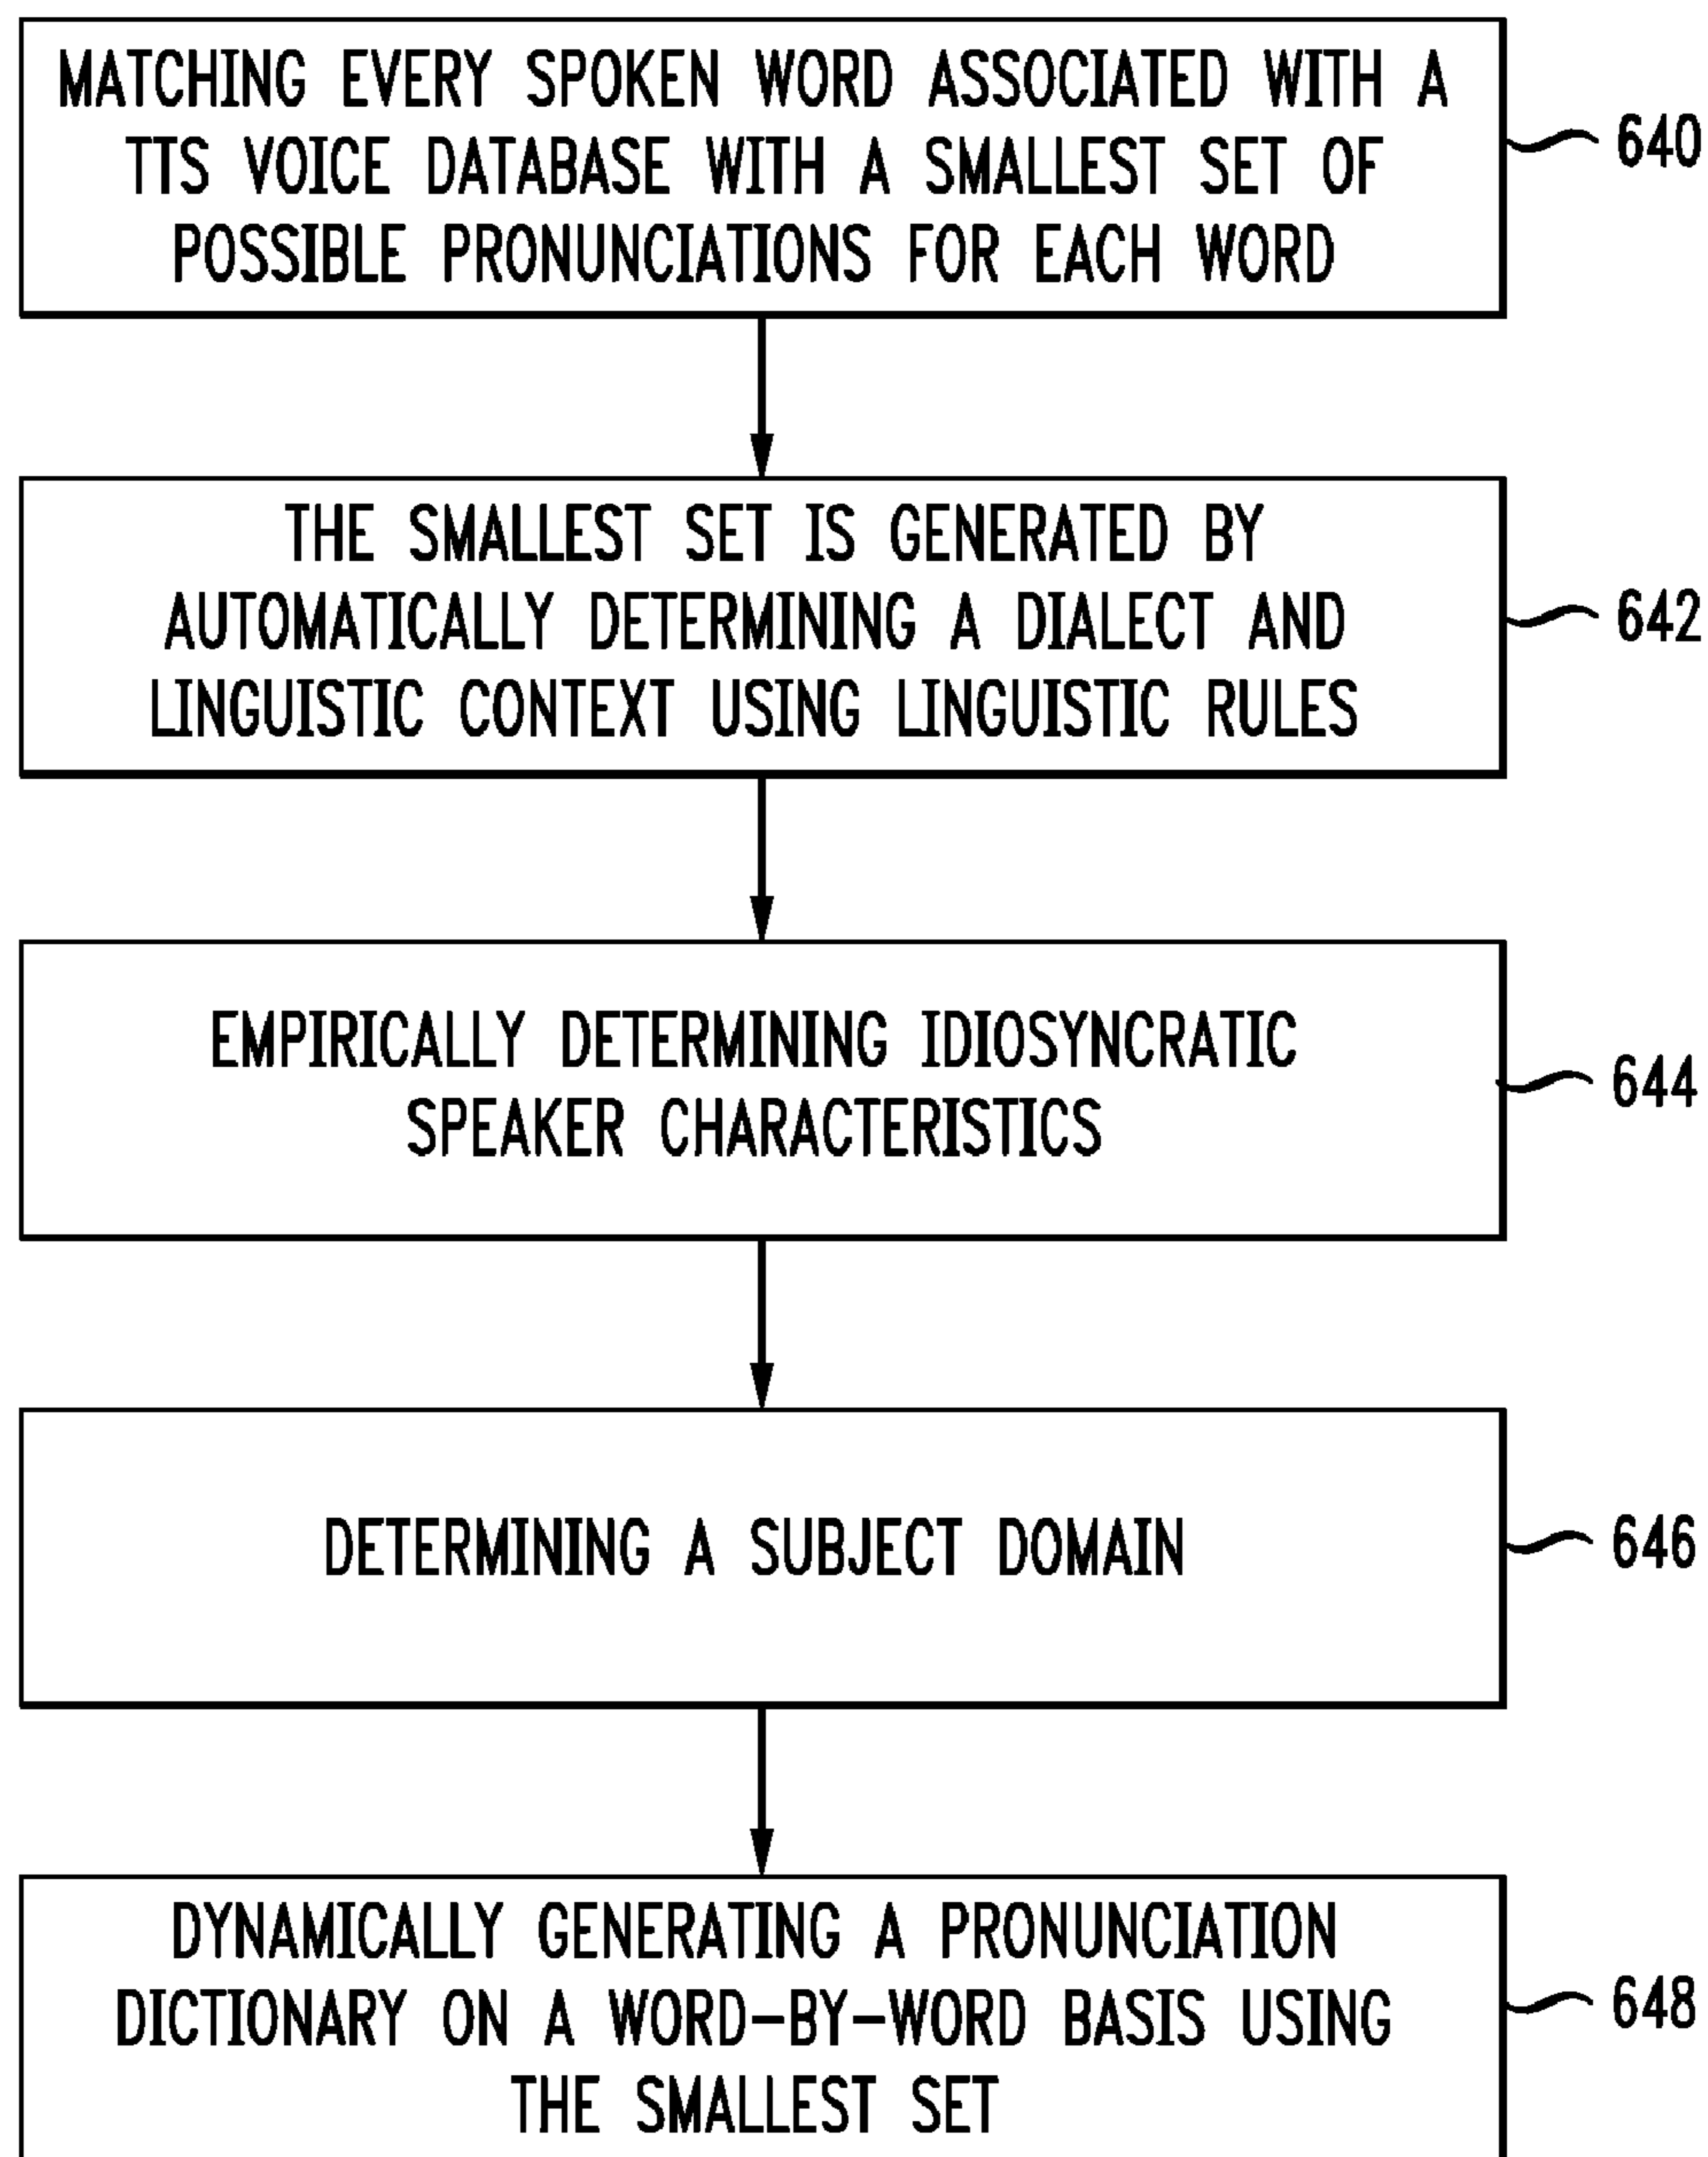 MATCHING EVERY SPOKEN WORD ASSOCIATED WITH A
TTS VOICE DATABASE WITH A SMALLEST SET OF
POSSIBLE PRONUNCIATIONS FOR EACH WORD
640
THE SMALLEST SET IS GENERATED BY
AUTOMATICALLY DETERMINING A DIALECT AND
LINGUISTIC CONTEXT USING LINGUISTIC RULES
642
EMPIRICALLY DETERMINING IDIOSYNCRATIC
SPEAKER CHARACTERISTICS
644
DETERMINING A SUBJECT DOMAIN
646
DYNAMICALLY GENERATING A PRONUNCIATION
DICTIONARY ON A WORD-BY-WORD BASIS USING
THE SMALLEST SET
648